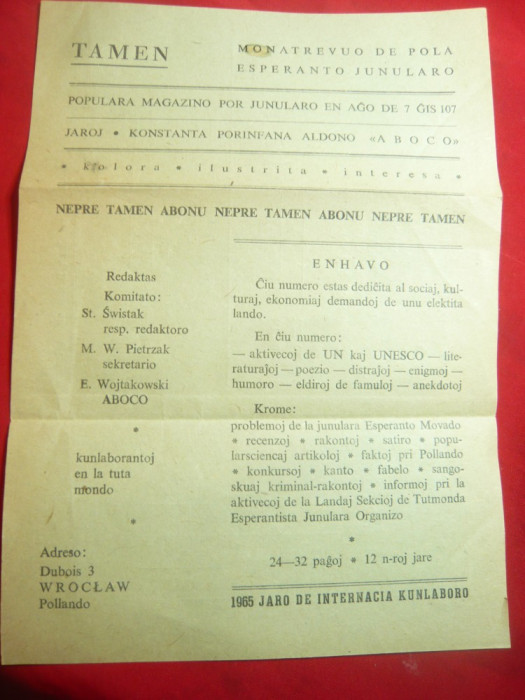 TAMEN
MONATREVUO DE POLA
ESPERANTO JUNULARO
POPULARA MAGAZINO POR JUNULARO EN AĜO DE 7 ĜIS 107
JAROJ * KONSTANTA PORINFANA ALDONO «ABOCO»
* kolora * ilustrita * interesa *
NEPRE TAMEN ABONU NEPRE TAMEN ABONU NEPRE TAMEN
Redaktas
Komitato:
St. Świstak
resp. redaktoro
M. W. Pietrzak
sekretario
E. Wojtakowski
ABOCO
*
kunlaborantoj
en la tuta
mondo
*
Adreso:
Dubois 3
WROCŁAW
Pollando
ENHAVO
Ĉiu numero estas dediĉita al sociaj, kul-
turaj, ekonomiaj demandoj de unu elektita
lando.
En ĉiu numero:
— aktivecoj de UN kaj UNESCO — lite-
raturaĵoj — poezio — distraĵoj — enigmoj —
humoro — eldiroj de famuloj — anekdotoj
Krome:
problemoj de la junulara Esperanto Movado
* recenzoj * rakontoj * satiro * popu-
larsciencaj artikoloj * faktoj pri Pollando
* konkursoj * kanto * fabelo * sango-
skuaj kriminal-rakontoj * informoj pri la
aktivecoj de la Landaj Sekcioj de Tutmonda
Esperantista Junulara Organizo
*
24—32 paĝoj * 12 n-roj jare
1965 JARO DE INTERNACIA KUNLABORO